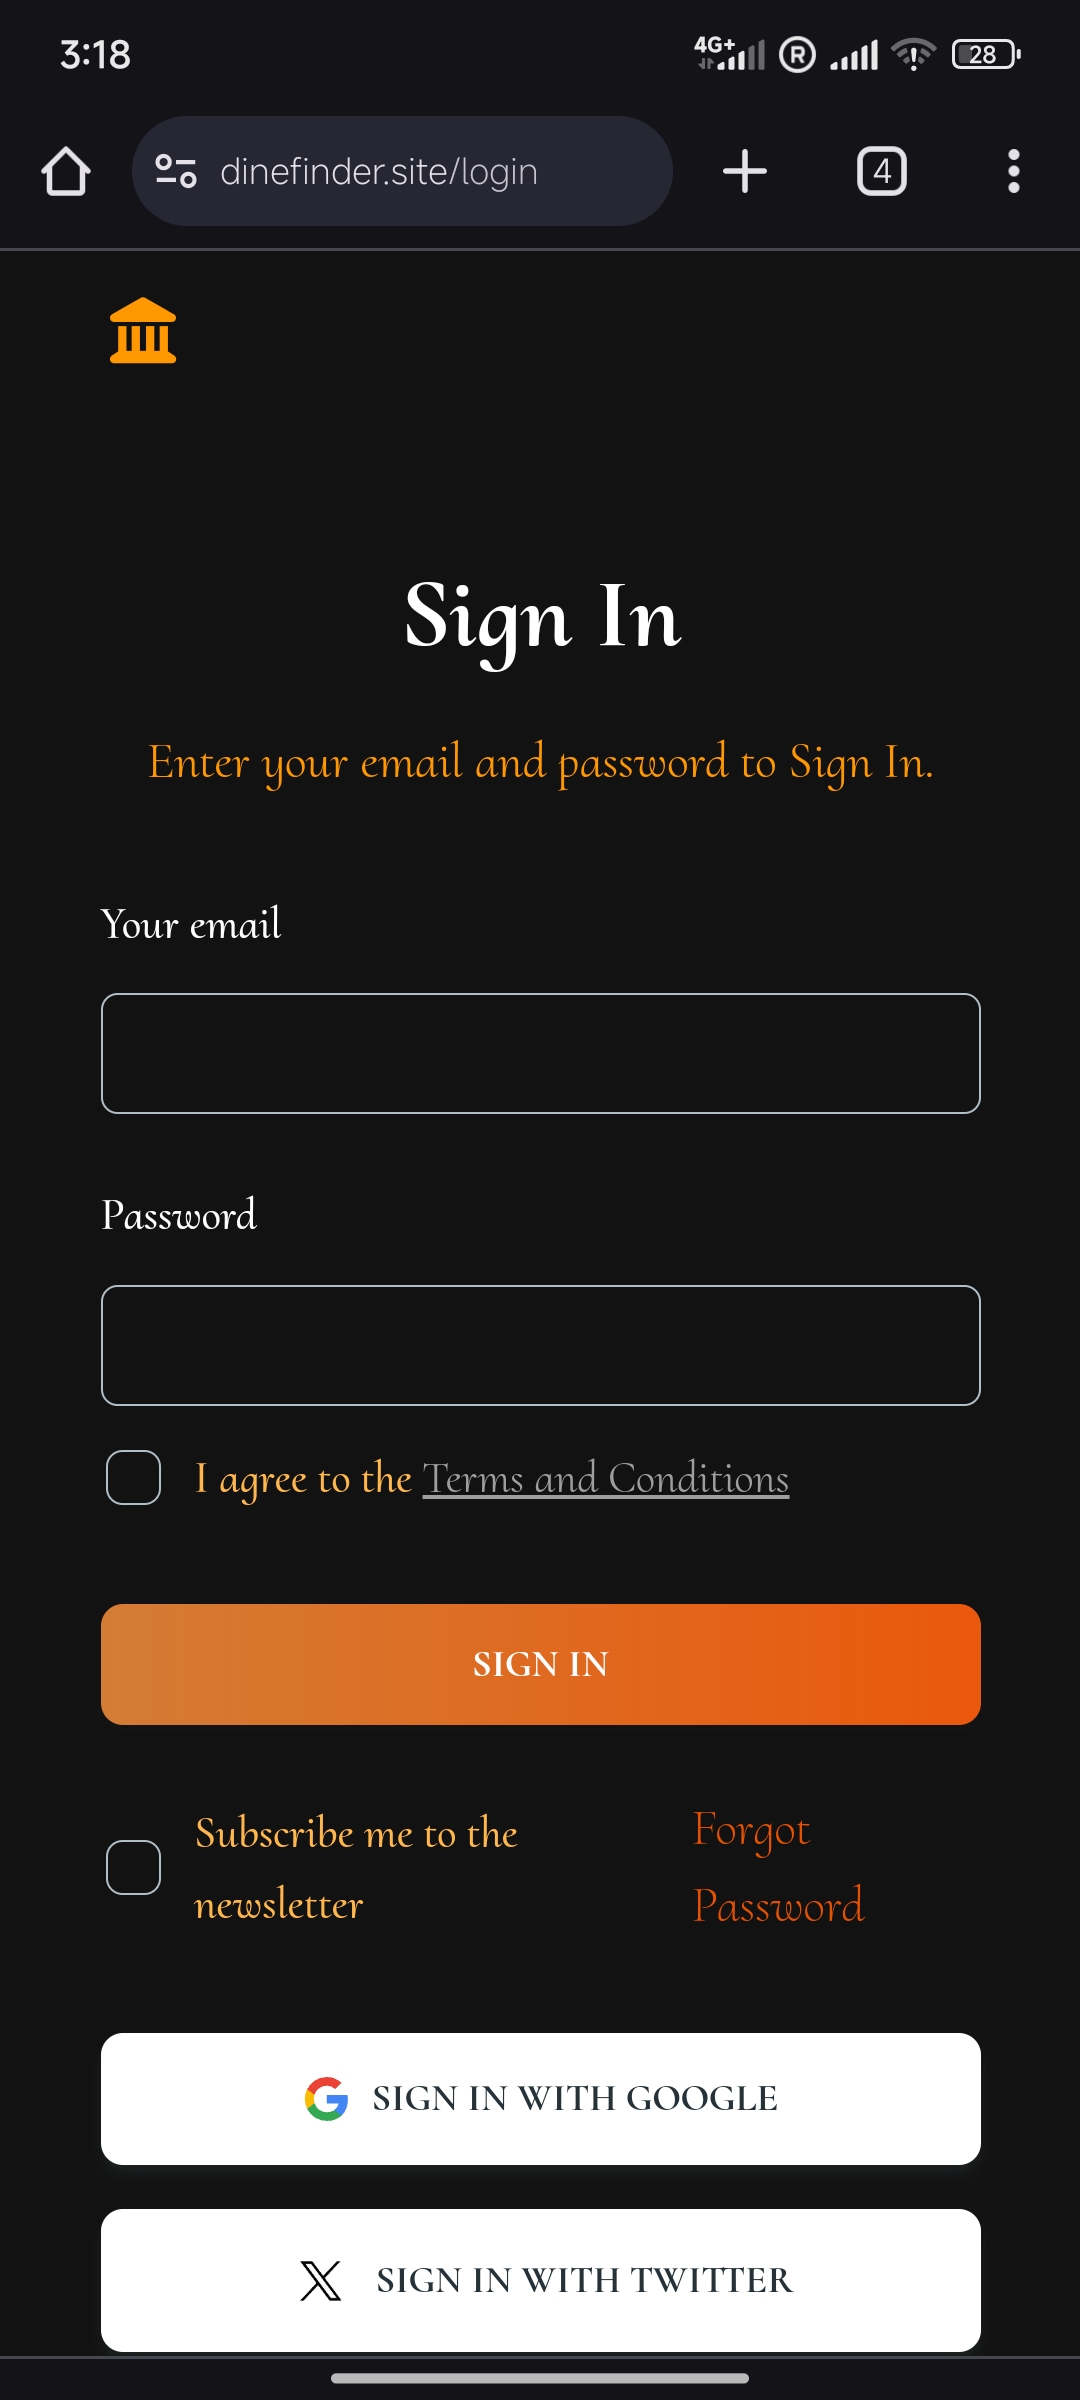 3:18
4G+
R
28
dinefinder.site/login
4
Sign In
Enter your email and password to Sign In.
Your email
Password
I agree to the Terms and Conditions
SIGN IN
Subscribe me to the
newsletter
Forgot
Password
SIGN IN WITH GOOGLE
SIGN IN WITH TWITTER